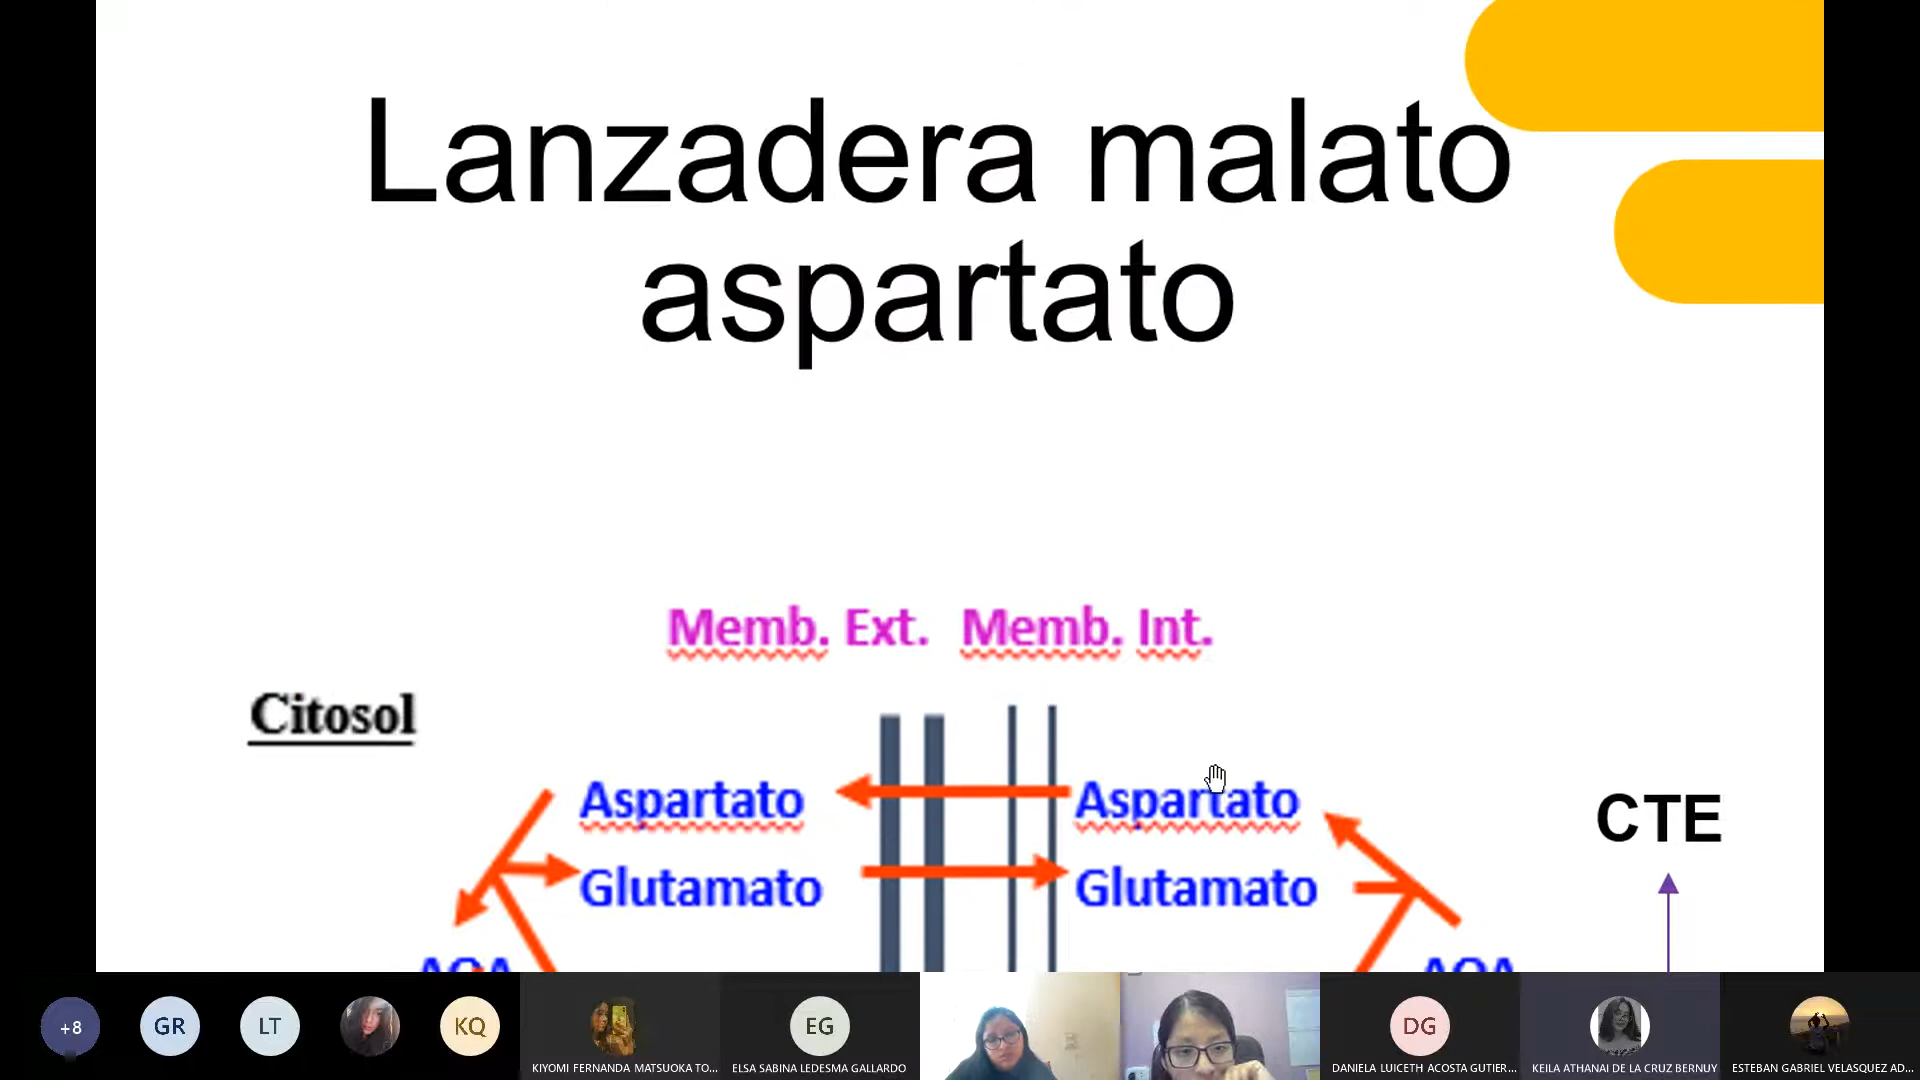 Lanzadera malato
aspartato
Memb. Ext. Memb. Int.
Citosol
Aspartato Aspartato
CTE
Glutamato Glutamato
AOA AOA
+8 GR LT KQ EG DG
KIYOMI FERNANDA MATSUOKA TO... ELSA SABINA LEDESMA GALLARDO DANIELA LUICETH ACOSTA GUTIER... KEILA ATHANAI DE LA CRUZ BERNUY ESTEBAN GABRIEL VELASQUEZ AD...